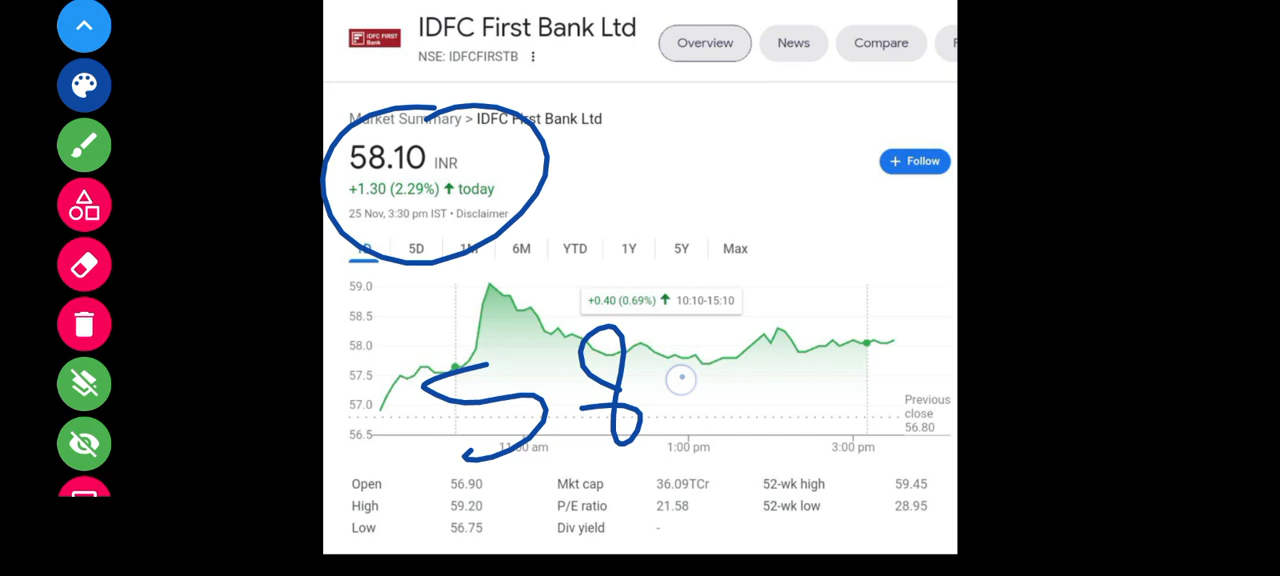 IDFC FIRST
Bank
IDFC First Bank Ltd
NSE: IDFCFIRSTB
Overview News Compare F
Market Summary > IDFC First Bank Ltd
58.10 INR
+1.30 (2.29%) today
+ Follow
25 Nov, 3:30 pm IST • Disclaimer
1D 5D 1M 6M YTD 1Y 5Y Max
59.0
+0.40 (0.69%) 10:10-15:10
58.5
58.0
57.5
57.0
56.5
58
Previous
close
56.80
11:00 am 1:00 pm 3:00 pm
Open 56.90 Mkt cap 36.09TCr 52-wk high 59.45
High 59.20 P/E ratio 21.58 52-wk low 28.95
Low 56.75 Div yield -